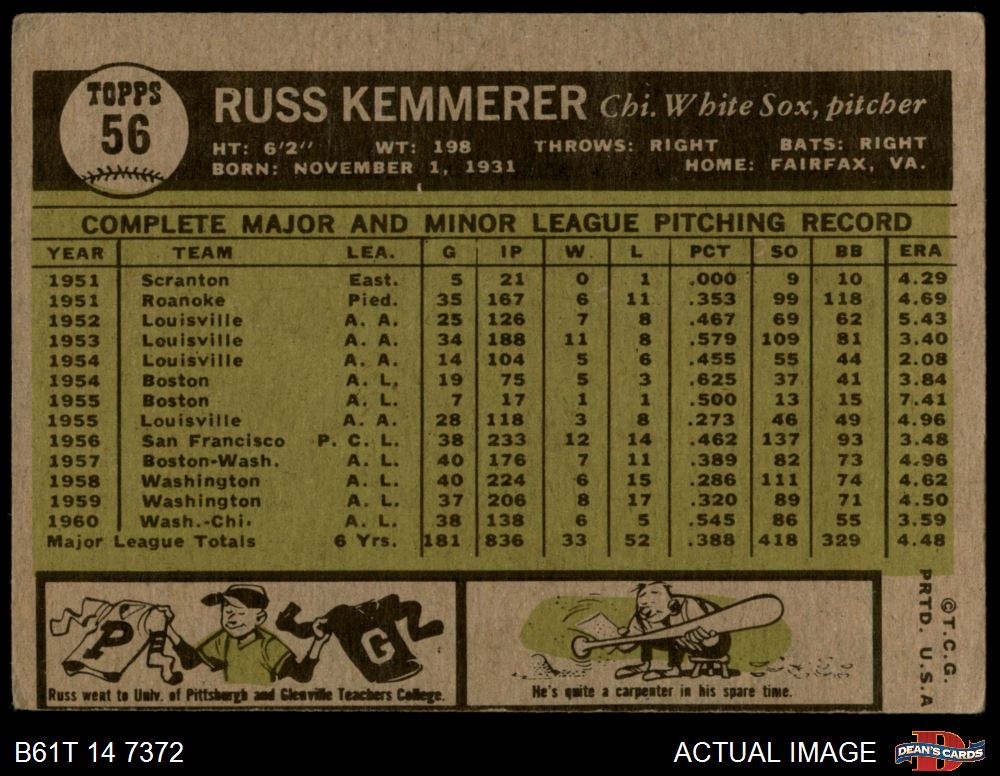 TOPPS
56
RUSS KEMMERER Chi. White Sox, pitcher
HT: 6'2" WT: 198 THROWS: RIGHT BATS: RIGHT
BORN: NOVEMBER 1, 1931 HOME: FAIRFAX, VA.
COMPLETE MAJOR AND MINOR LEAGUE PITCHING RECORD
YEAR TEAM LEA. G IP W L PCT SO BB ERA
1951 Scranton East. 5 21 0 1 .000 9 10 4.29
1951 Roanoke Pied. 35 167 6 11 .353 99 118 4.69
1952 Louisville A. A. 25 126 7 8 .467 69 62 5.43
1953 Louisville A. A. 34 188 11 8 .579 109 81 3.40
1954 Louisville A. A. 14 104 5 6 .455 55 44 2.08
1954 Boston A. L. 19 75 5 3 .625 37 41 3.84
1955 Boston A. L. 7 17 1 1 .500 13 15 7.41
1955 Louisville A. A. 28 118 3 8 .273 46 49 4.96
1956 San Francisco P. C. L. 38 233 12 14 .462 137 93 3.48
1957 Boston-Wash. A. L. 40 176 7 11 .389 82 73 4.96
1958 Washington A. L. 40 224 6 15 .286 111 74 4.62
1959 Washington A. L. 37 206 8 17 .320 89 71 4.50
1960 Wash.-Chi. A. L. 38 138 6 5 .545 86 55 3.59
Major League Totals 6 Yrs. 181 836 33 52 .388 418 329 4.48
P
G
Russ went to Univ. of Pittsburgh and Glenville Teachers College.
He's quite a carpenter in his spare time.
©T.C.G.
PRTD. U.S.A
B61T 14 7372
ACTUAL IMAGE
D
DEAN'S CARDS